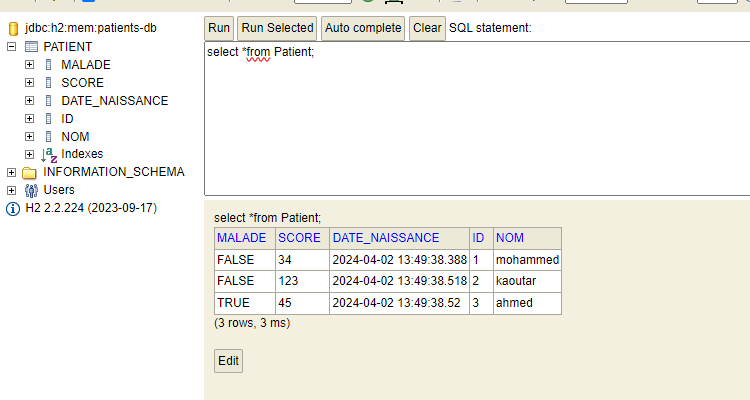 jdbc:h2:mem:patients-db
PATIENT
MALADE
SCORE
DATE_NAISSANCE
ID
NOM
Indexes
INFORMATION_SCHEMA
Users
H2 2.2.224 (2023-09-17)
Run Run Selected Auto complete Clear SQL statement:
select *from Patient;
select *from Patient;
MALADE SCORE DATE_NAISSANCE ID NOM
FALSE 34 2024-04-02 13:49:38.388 1 mohammed
FALSE 123 2024-04-02 13:49:38.518 2 kaoutar
TRUE 45 2024-04-02 13:49:38.52 3 ahmed
(3 rows, 3 ms)
Edit